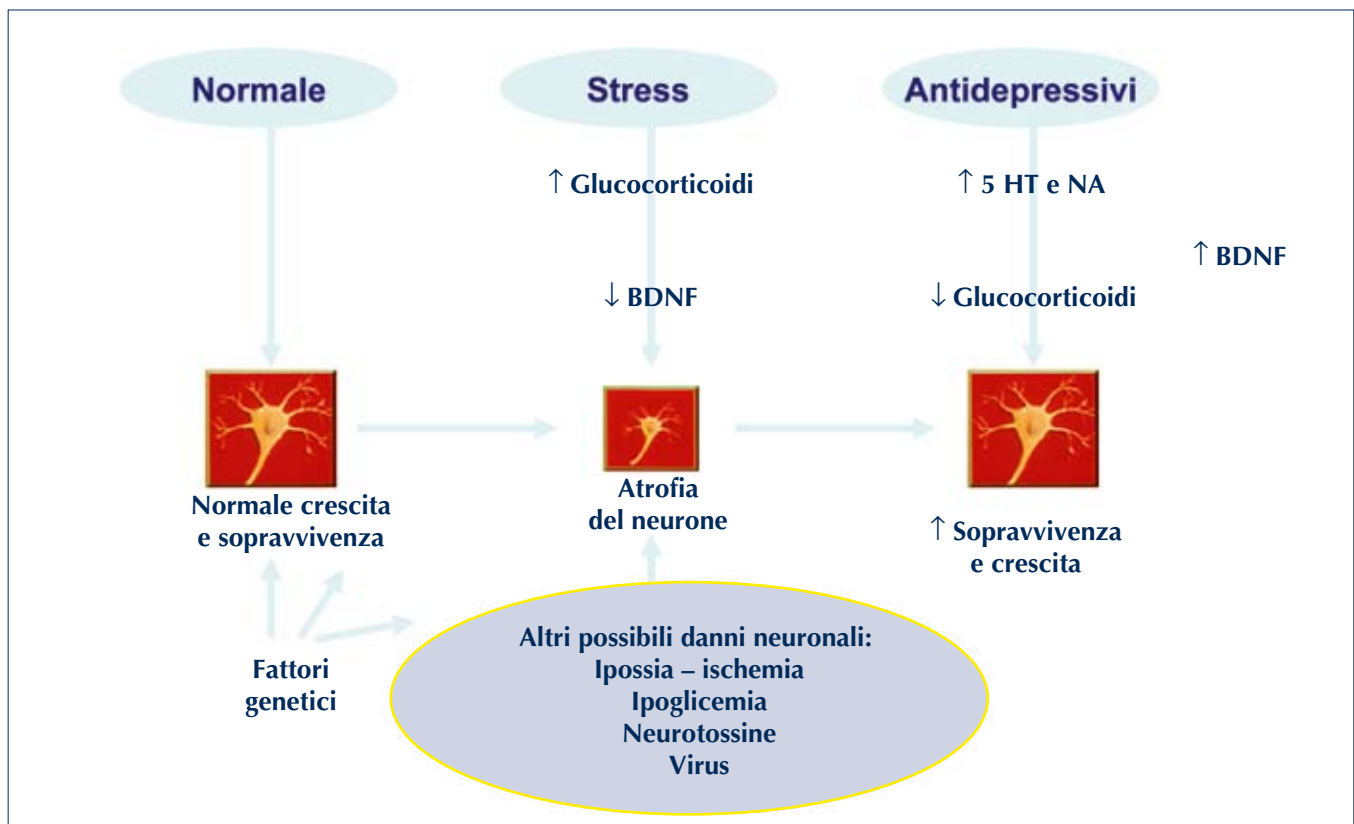 Normale
Stress
Antidepressivi
↑ Glucocorticoidi
↑ 5 HT e NA
↑ BDNF
↓ BDNF
↓ Glucocorticoidi
Normale crescita
e sopravvivenza
Atrofia
del neurone
↑ Sopravvivenza
e crescita
Fattori
genetici
Altri possibili danni neuronali:
Ipossia – ischemia
Ipoglicemia
Neurotossine
Virus